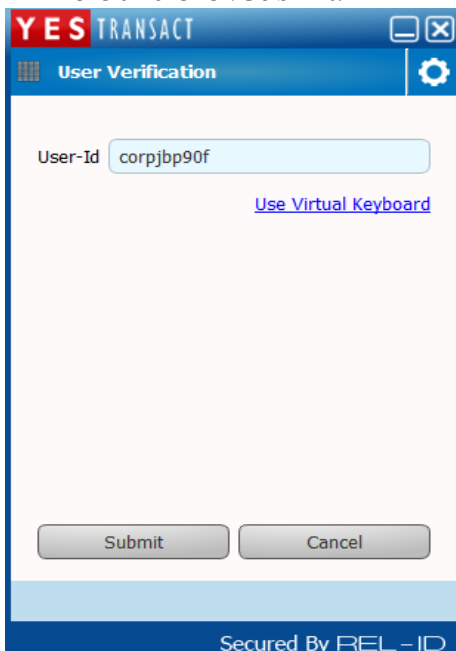 YES TRANSACT
User Verification
User-Id corpjbp90f
Use Virtual Keyboard
Submit Cancel
Secured By REL-ID